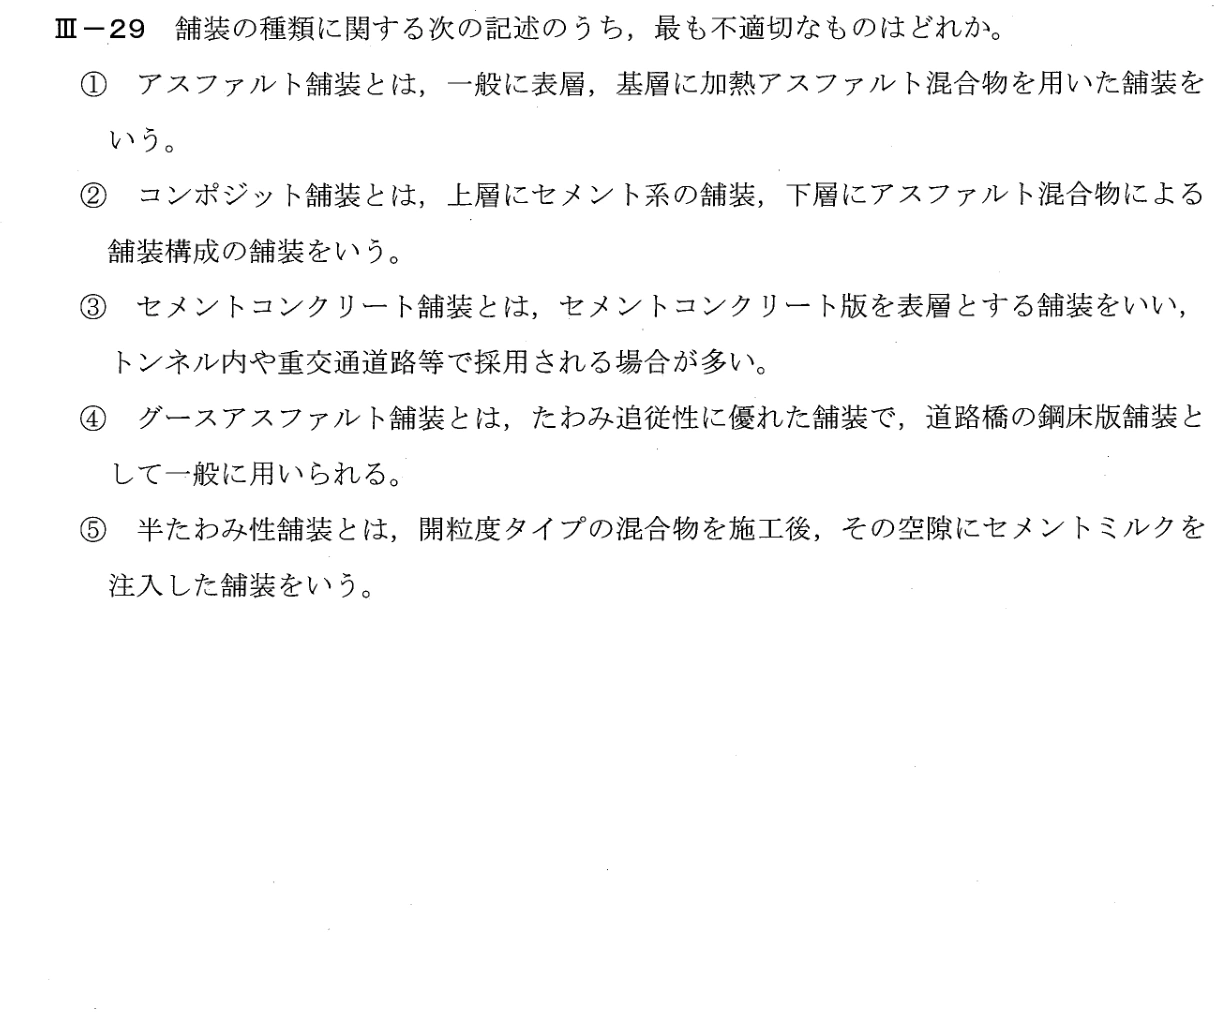 Ⅲ－29　舗装の種類に関する次の記述のうち，最も不適切なものはどれか。
①　アスファルト舗装とは，一般に表層，基層に加熱アスファルト混合物を用いた舗装を
いう。
②　コンポジット舗装とは，上層にセメント系の舗装，下層にアスファルト混合物による
舗装構成の舗装をいう。
③　セメントコンクリート舗装とは，セメントコンクリート版を表層とする舗装をいい，
トンネル内や重交通道路等で採用される場合が多い。
④　グースアスファルト舗装とは，たわみ追従性に優れた舗装で，道路橋の鋼床版舗装と
して一般に用いられる。
⑤　半たわみ性舗装とは，開粒度タイプの混合物を施工後，その空隙にセメントミルクを
注入した舗装をいう。